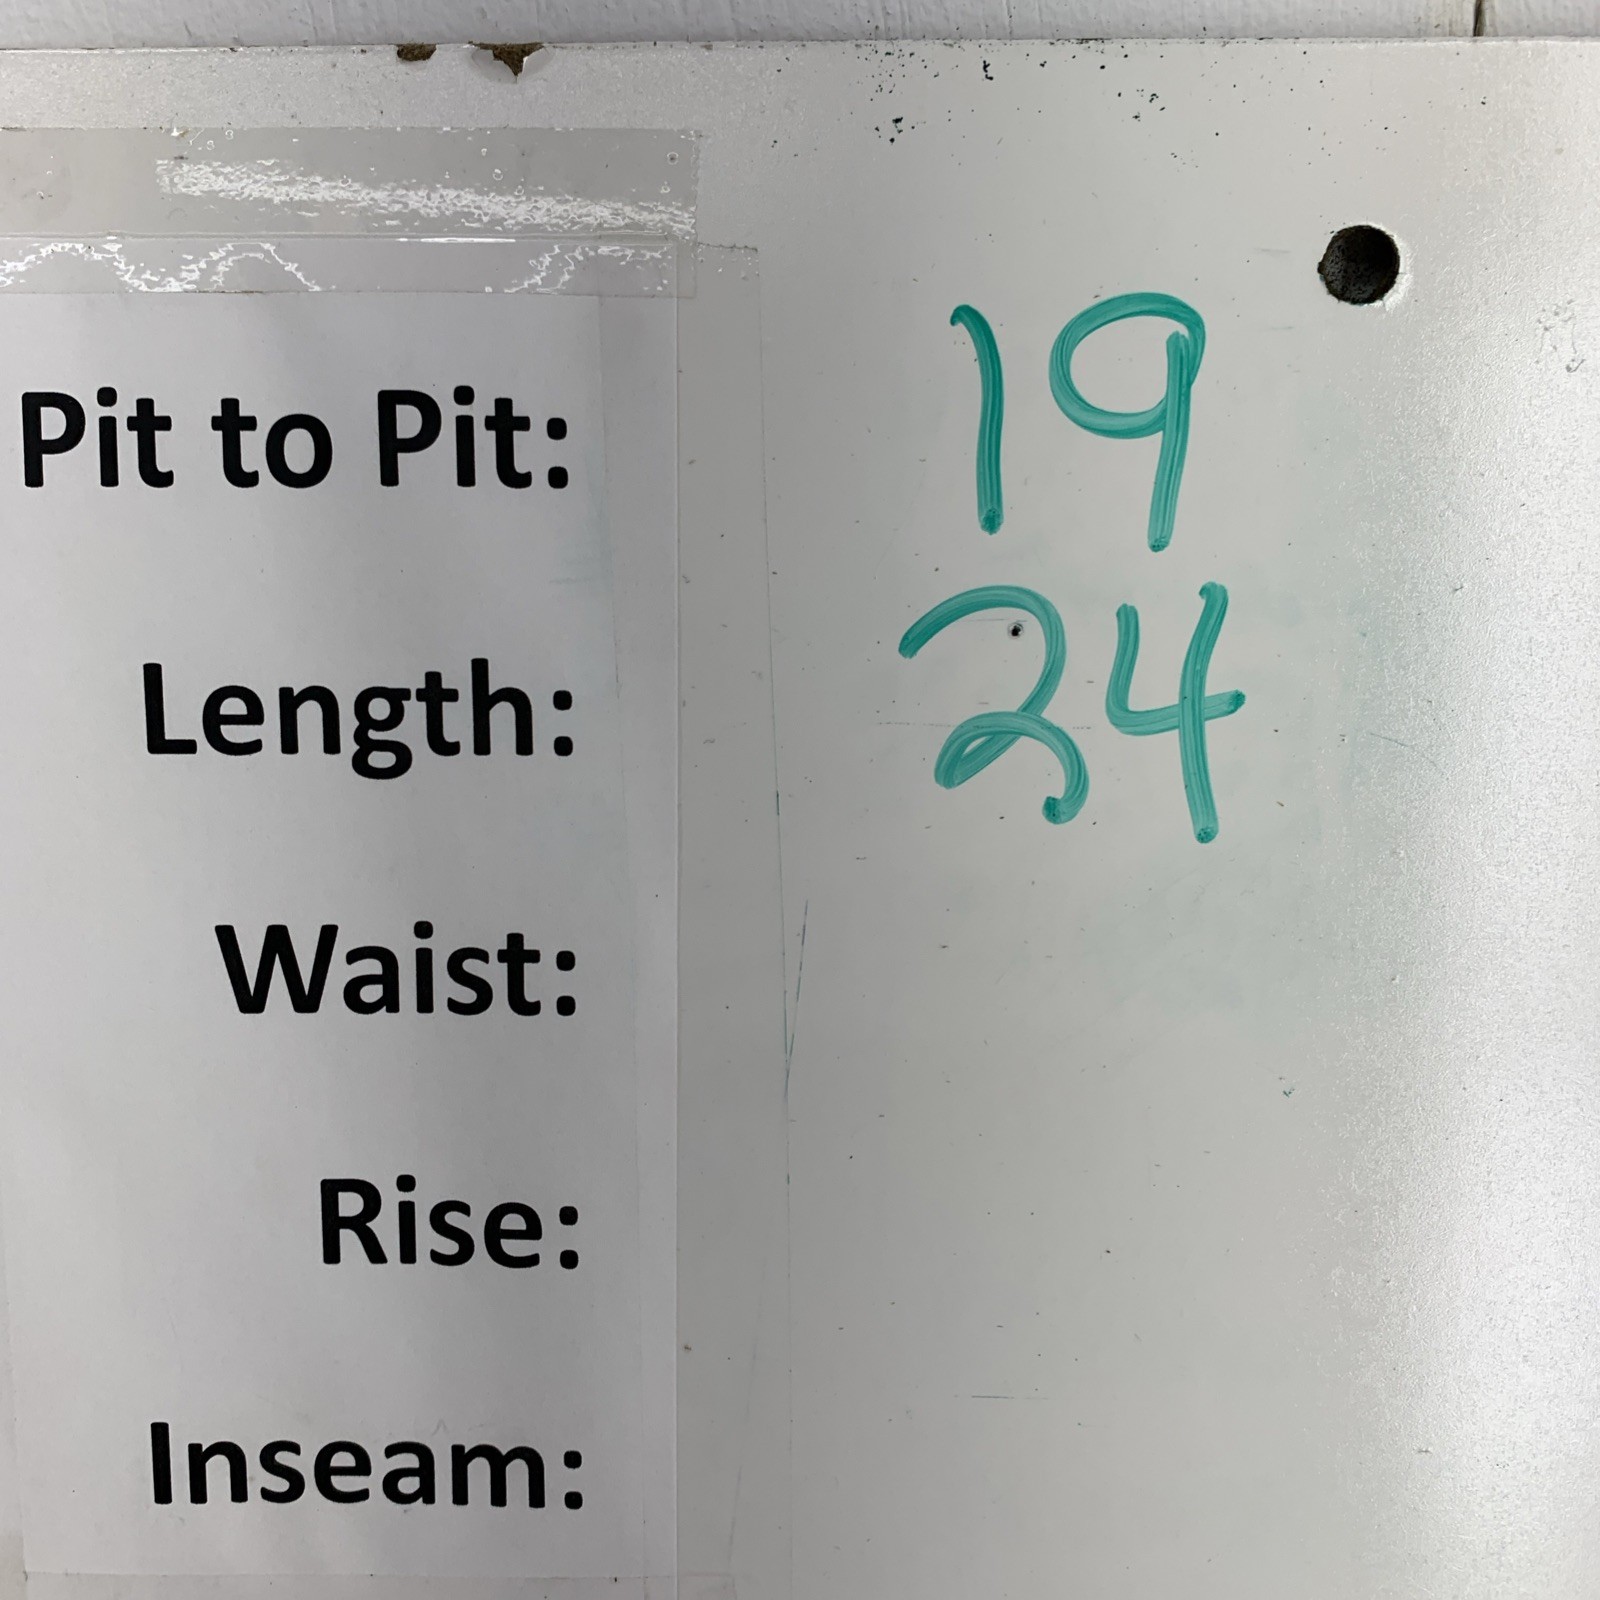 Pit to Pit: 19
Length: 24
Waist:
Rise:
Inseam: